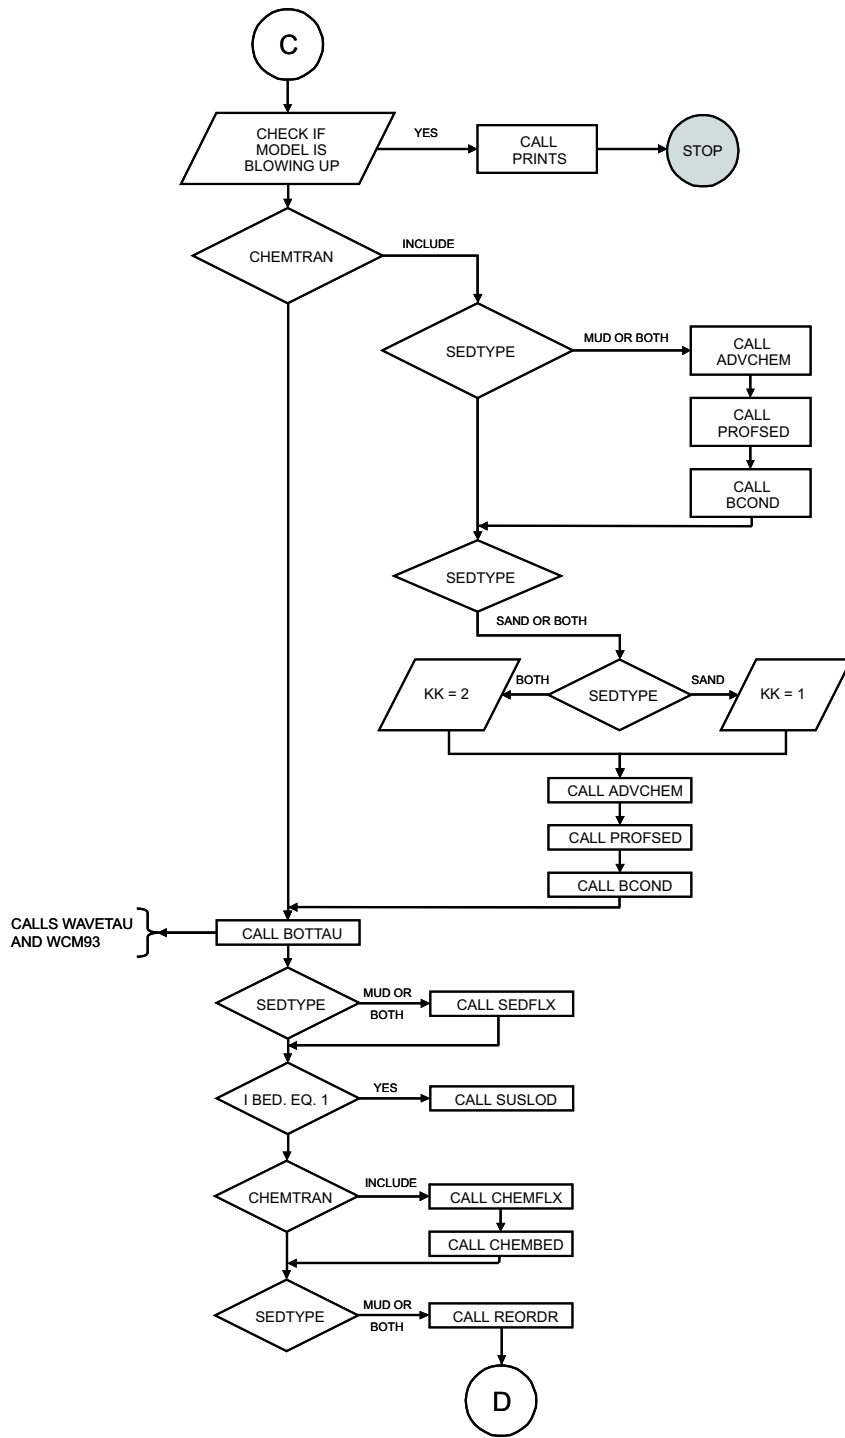 C
CHECK IF
MODEL IS
BLOWING UP
YES
CALL
PRINTS
STOP
CHEMTRAN
INCLUDE
SEDTYPE
MUD OR BOTH
CALL
ADVCHEM
CALL
PROFSED
CALL
BCOND
SEDTYPE
SAND OR BOTH
KK = 2
BOTH
SEDTYPE
SAND
KK = 1
CALL ADVCHEM
CALL PROFSED
CALL BCOND
CALLS WAVETAU
AND WCM93
CALL BOTTAU
SEDTYPE
MUD OR
BOTH
CALL SEDFLX
I BED. EQ. 1
YES
CALL SUSLOD
CHEMTRAN
INCLUDE
CALL CHEMFLX
CALL CHEMBED
SEDTYPE
MUD OR
BOTH
CALL REORDR
D